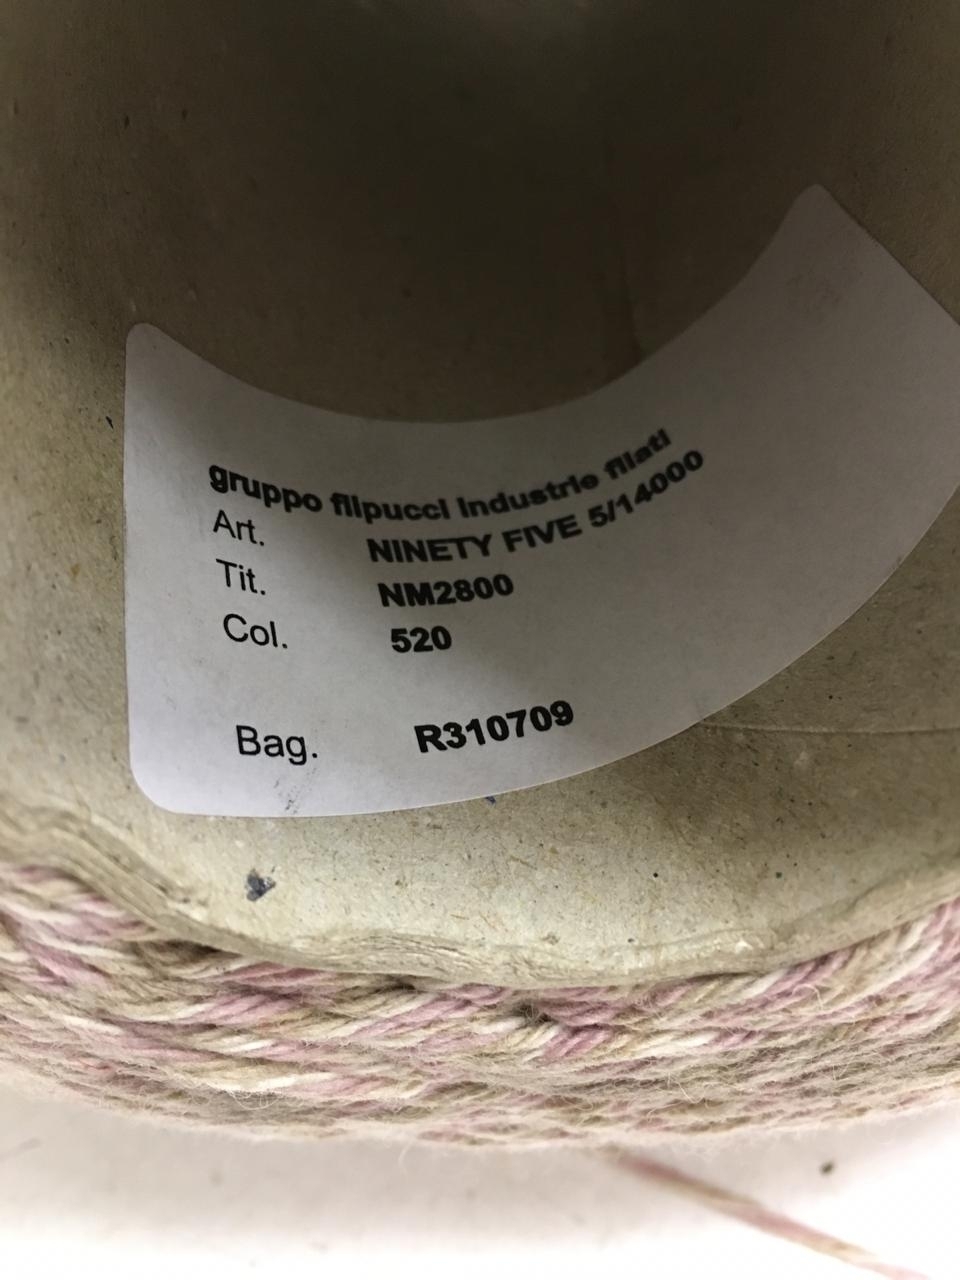 gruppo filpucci industrie filati
Art. NINETY FIVE 5/14000
Tit. NM2800
Col. 520
Bag. R310709